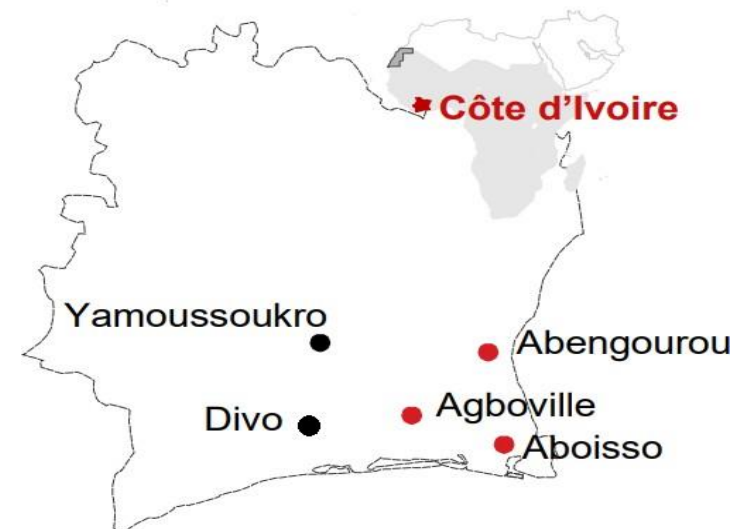 Côte d’Ivoire
Yamoussoukro
Abengourou
Agboville
Divo
Aboisso